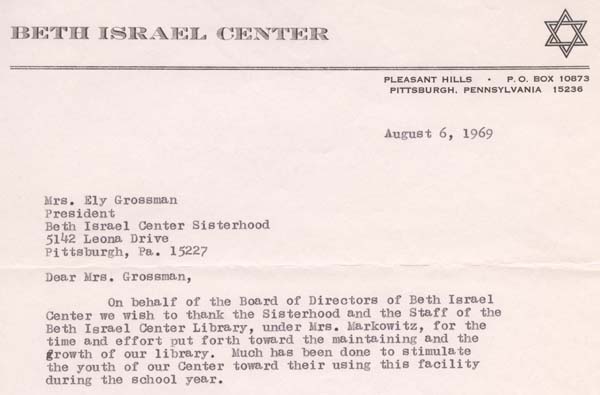 BETH ISRAEL CENTER
PLEASANT HILLS · P. O. BOX 10873
PITTSBURGH, PENNSYLVANIA 15236
August 6, 1969
Mrs. Ely Grossman
President
Beth Israel Center Sisterhood
5142 Leona Drive
Pittsburgh, Pa. 15227
Dear Mrs. Grossman,
On behalf of the Board of Directors of Beth Israel
Center we wish to thank the Sisterhood and the Staff of the
Beth Israel Center Library, under Mrs. Markowitz, for the
time and effort put forth toward the maintaining and the
growth of our library. Much has been done to stimulate
the youth of our Center toward their using this facility
during the school year.